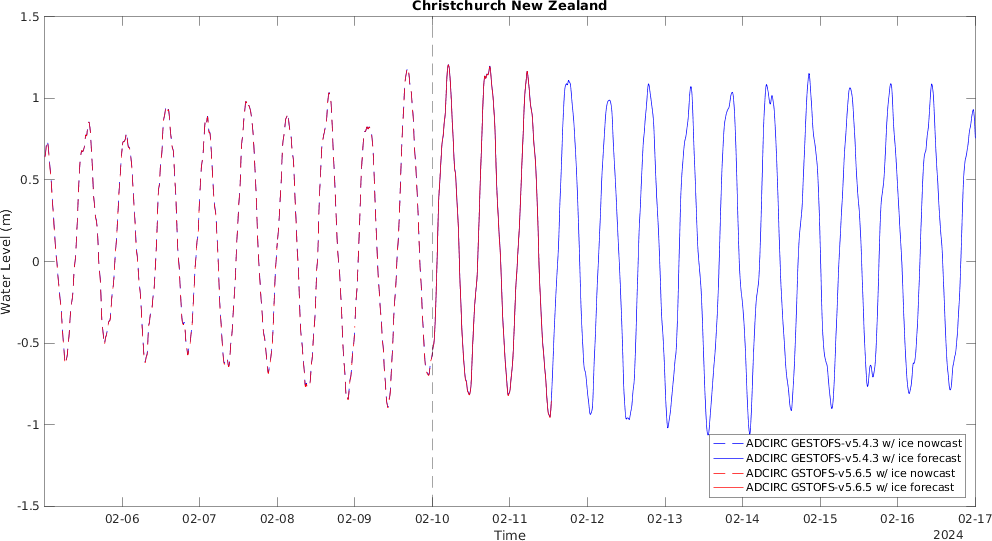 Christchurch New Zealand
Water Level (m)
1.5
1
0.5
0
-0.5
-1
-1.5
ADCIRC GESTOFS-v5.4.3 w/ ice nowcast
ADCIRC GESTOFS-v5.4.3 w/ ice forecast
ADCIRC GSTOFS-v5.6.5 w/ ice nowcast
ADCIRC GSTOFS-v5.6.5 w/ ice forecast
02-06 02-07 02-08 02-09 02-10 02-11 02-12 02-13 02-14 02-15 02-16 02-17
Time
2024